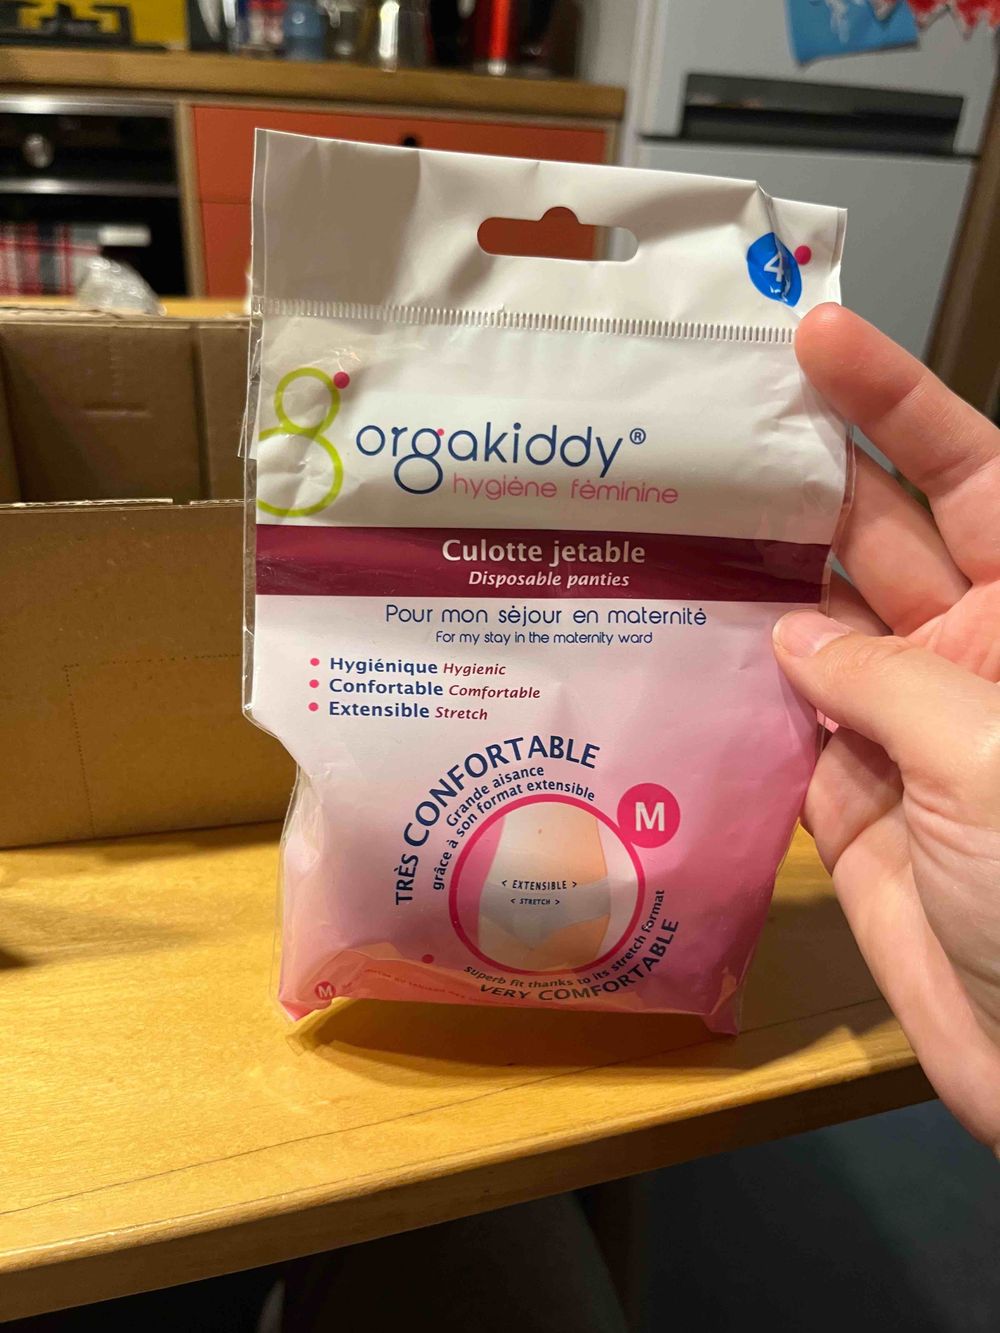 4
orgakiddy®
hygiène féminine
Culotte jetable
Disposable panties
Pour mon séjour en maternité
For my stay in the maternity ward
• Hygiénique Hygienic
• Confortable Comfortable
• Extensible Stretch
TRÈS CONFORTABLE
Grande aisance
grâce à son format extensible
M
< EXTENSIBLE >
< STRETCH >
superb fit thanks to its stretch format
VERY COMFORTABLE
M